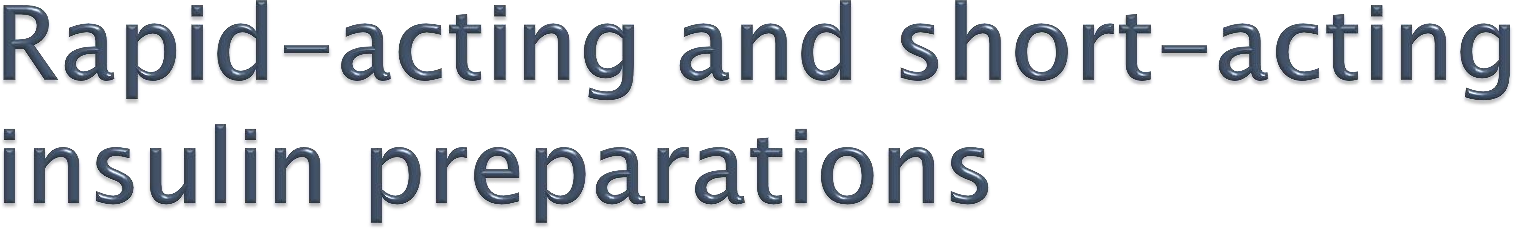 Rapid-acting and short-acting
insulin preparations